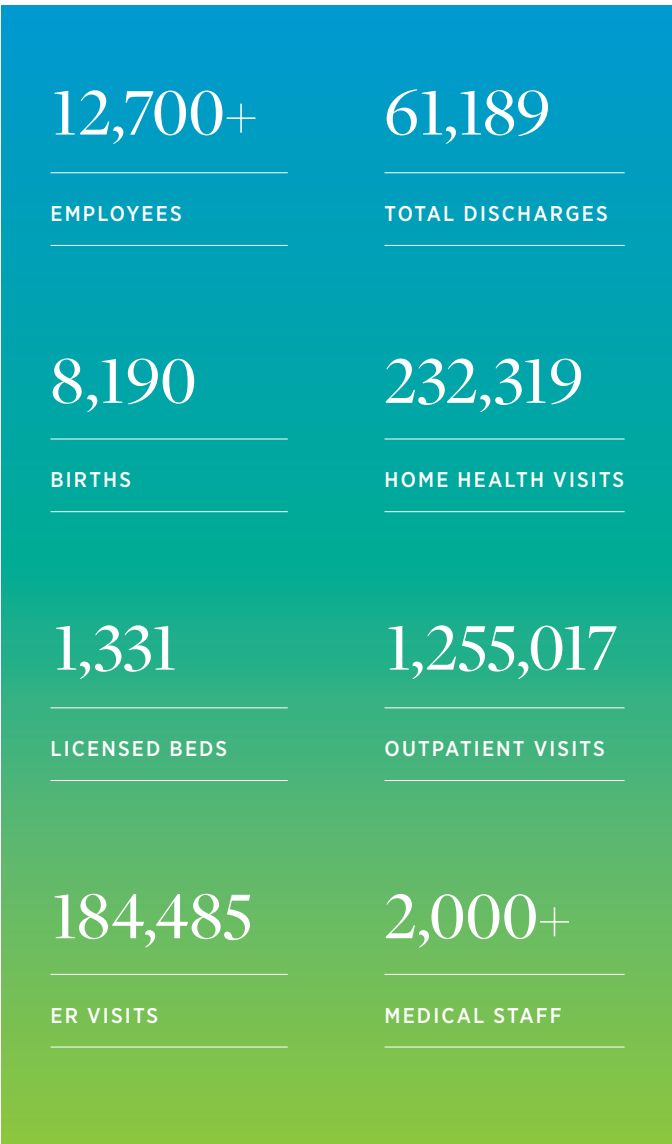 12,700+
EMPLOYEES
61,189
TOTAL DISCHARGES
8,190
BIRTHS
232,319
HOME HEALTH VISITS
1,331
LICENSED BEDS
1,255,017
OUTPATIENT VISITS
184,485
ER VISITS
2,000+
MEDICAL STAFF